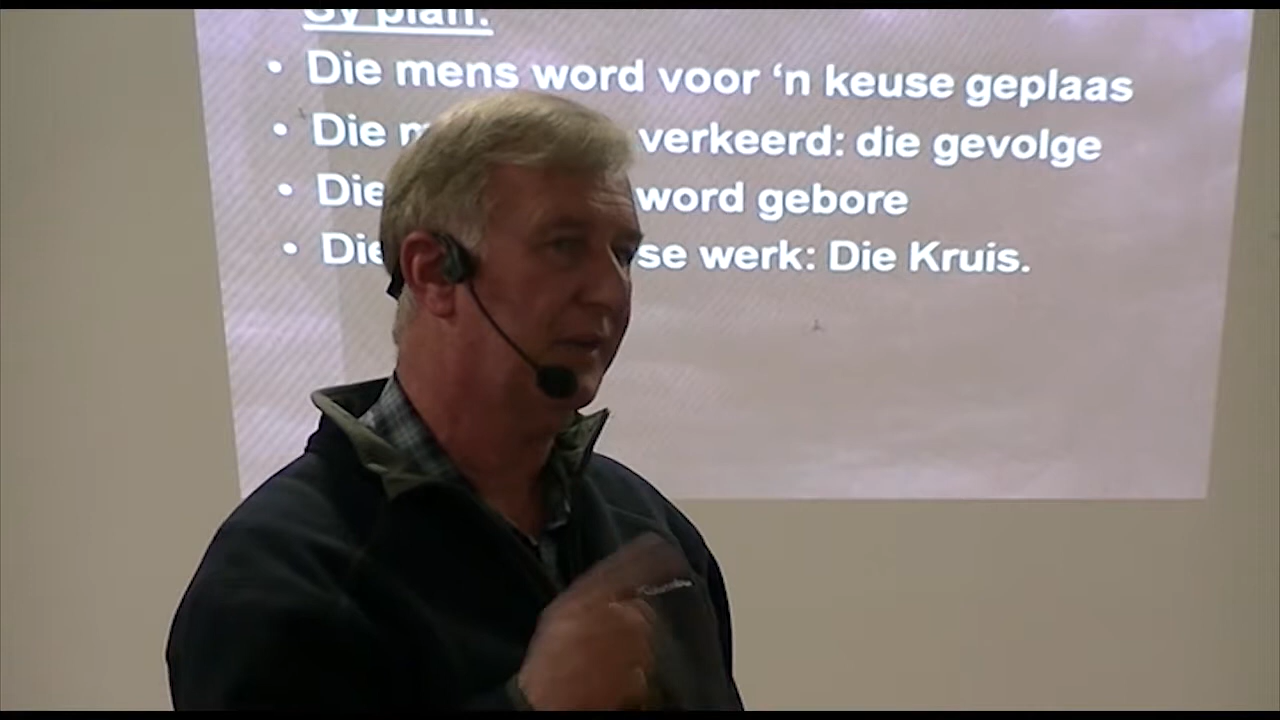 Sy plan:
• Die mens word voor ‘n keuse geplaas
• Die verkeerd: die gevolge
• Die word gebore
• Die se werk: Die Kruis.